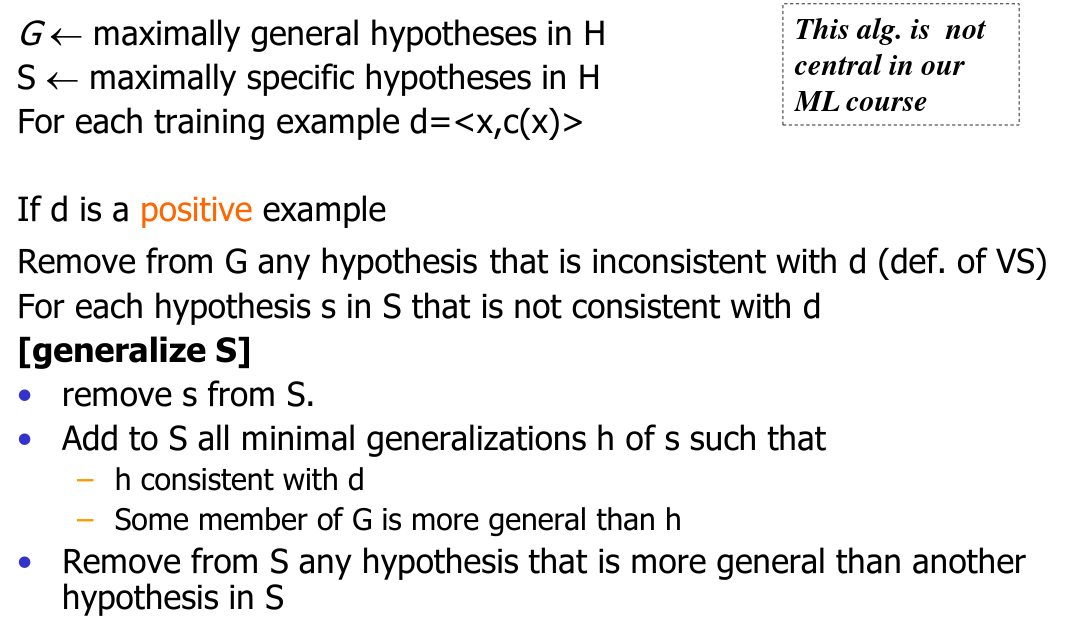 G ← maximally general hypotheses in H
S ← maximally specific hypotheses in H
For each training example d=<x,c(x)>
This alg. is not
central in our
ML course
If d is a positive example
Remove from G any hypothesis that is inconsistent with d (def. of VS)
For each hypothesis s in S that is not consistent with d
[generalize S]
• remove s from S.
• Add to S all minimal generalizations h of s such that
– h consistent with d
– Some member of G is more general than h
• Remove from S any hypothesis that is more general than another
hypothesis in S